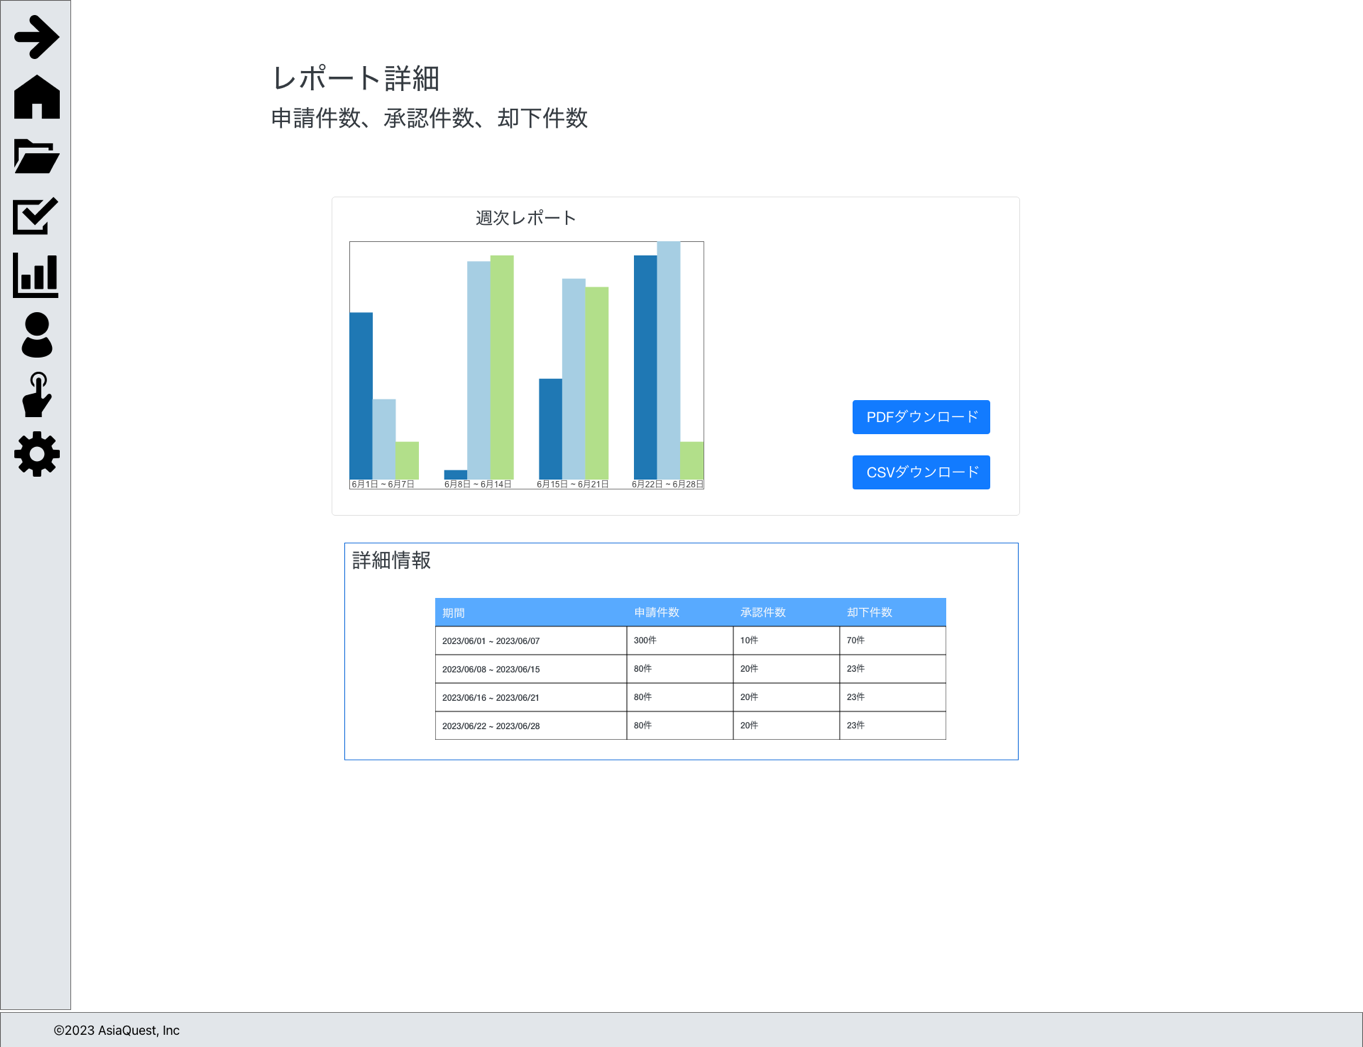 レポート詳細
申請件数、承認件数、却下件数
週次レポート
6月1日 ~ 6月7日
6月8日 ~ 6月14日
6月15日 ~ 6月21日
6月22日 ~ 6月28日
PDFダウンロード
CSVダウンロード
詳細情報
期間 申請件数 承認件数 却下件数
2023/06/01 ~ 2023/06/07 300件 10件 70件
2023/06/08 ~ 2023/06/15 80件 20件 23件
2023/06/16 ~ 2023/06/21 80件 20件 23件
2023/06/22 ~ 2023/06/28 80件 20件 23件
©2023 AsiaQuest, Inc